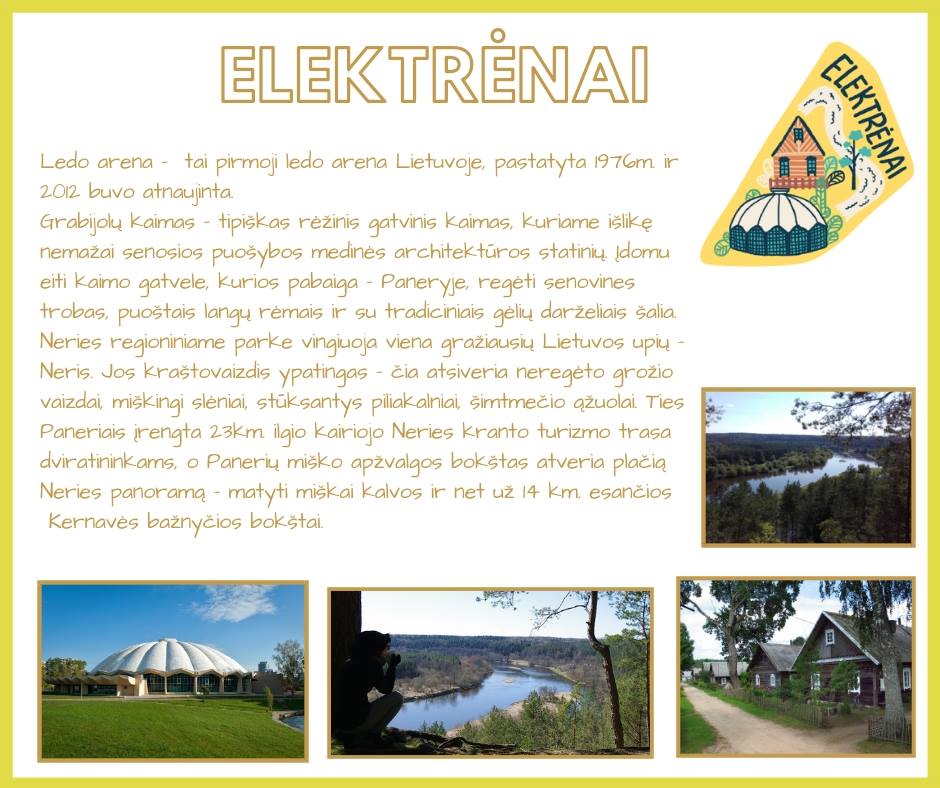 ELEKTRĖNAI
ELEKTRĖNAI
Ledo arena - tai pirmoji ledo arena Lietuvoje, pastatyta 1976m. ir
2012 buvo atnaujinta.
Grabijolų kaimas - tipiškas rėžinis gatvinis kaimas, kuriame išlikę
nemažai senosios puošybos medinės architektūros statinių. Įdomu
eiti kaimo gatvele, kurios pabaiga - Paneryje, regėti senovines
trobas, puoštais langų rėmais ir su tradiciniais gėlių darželiais šalia.
Neries regioniniame parke vingiuoja viena gražiausių Lietuvos upių -
Neris. Jos kraštovaizdis ypatingas - čia atsiveria neregėto grožio
vaizdai, miškingi slėniai, stūksantys piliakalniai, šimtmečio ąžuolai. Ties
Paneriais įrengta 23km. ilgio kairiojo Neries kranto turizmo trasa
dviratininkams, o Panerių miško apžvalgos bokštas atveria plačią
Neries panoramą - matyti miškai kalvos ir net už 14 km. esančios
Kernavės bažnyčios bokštai.